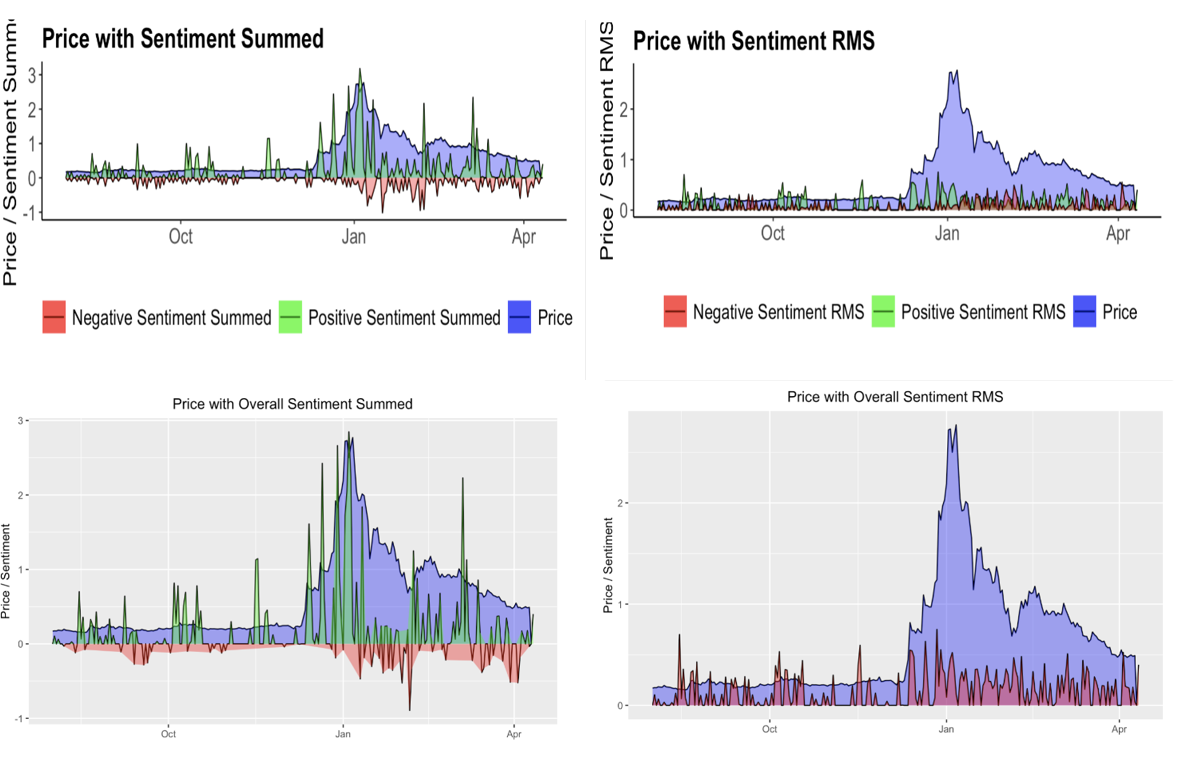 Price with Sentiment Summed
Price / Sentiment Summ
3
2
1
0
-1
Oct Jan Apr
Negative Sentiment Summed Positive Sentiment Summed Price
Price with Sentiment RMS
Price / Sentiment RMS
2
1
0
Oct Jan Apr
Negative Sentiment RMS Positive Sentiment RMS Price
Price with Overall Sentiment Summed
Price / Sentiment
3
2
1
0
-1
Oct Jan Apr
Price with Overall Sentiment RMS
Price / Sentiment
2
1
0
Oct Jan Apr